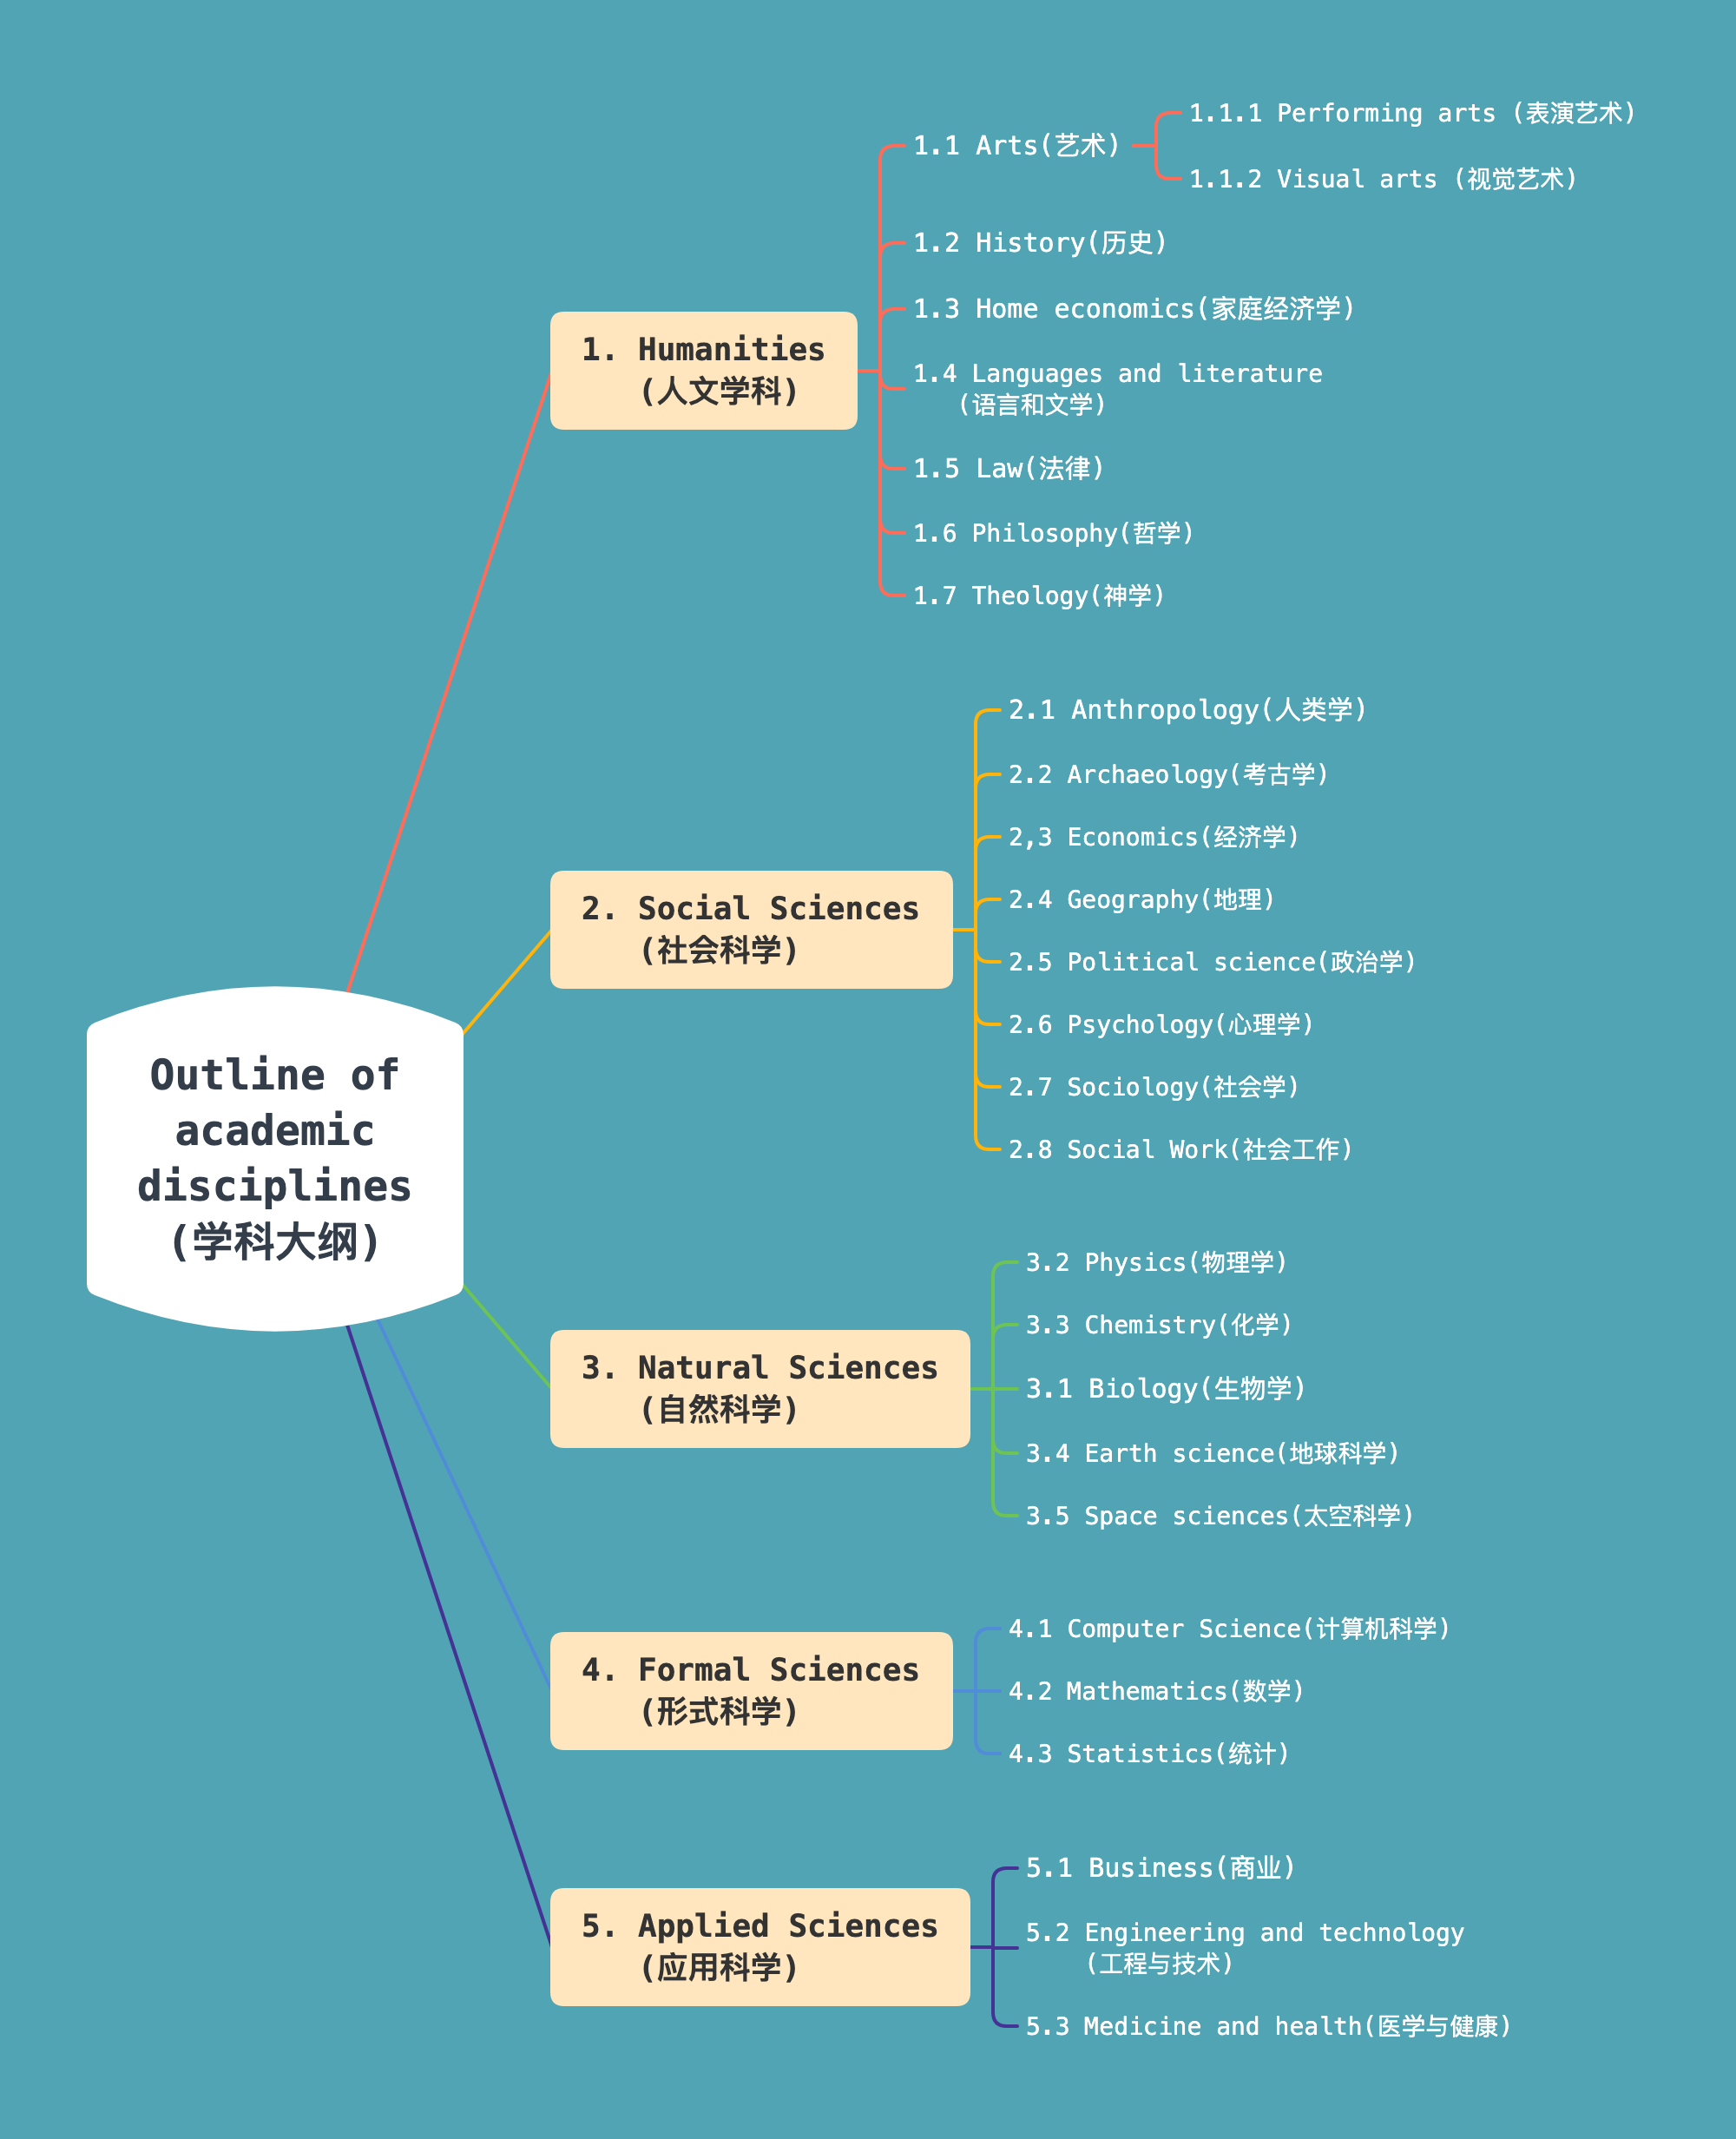 Outline of
academic
disciplines
(学科大纲)
1. Humanities
(人文学科)
1.1 Arts(艺术)
1.1.1 Performing arts (表演艺术)
1.1.2 Visual arts (视觉艺术)
1.2 History(历史)
1.3 Home economics(家庭经济学)
1.4 Languages and literature
(语言和文学)
1.5 Law(法律)
1.6 Philosophy(哲学)
1.7 Theology(神学)
2. Social Sciences
(社会科学)
2.1 Anthropology(人类学)
2.2 Archaeology(考古学)
2,3 Economics(经济学)
2.4 Geography(地理)
2.5 Political science(政治学)
2.6 Psychology(心理学)
2.7 Sociology(社会学)
2.8 Social Work(社会工作)
3. Natural Sciences
(自然科学)
3.2 Physics(物理学)
3.3 Chemistry(化学)
3.1 Biology(生物学)
3.4 Earth science(地球科学)
3.5 Space sciences(太空科学)
4. Formal Sciences
(形式科学)
4.1 Computer Science(计算机科学)
4.2 Mathematics(数学)
4.3 Statistics(统计)
5. Applied Sciences
(应用科学)
5.1 Business(商业)
5.2 Engineering and technology
(工程与技术)
5.3 Medicine and health(医学与健康)